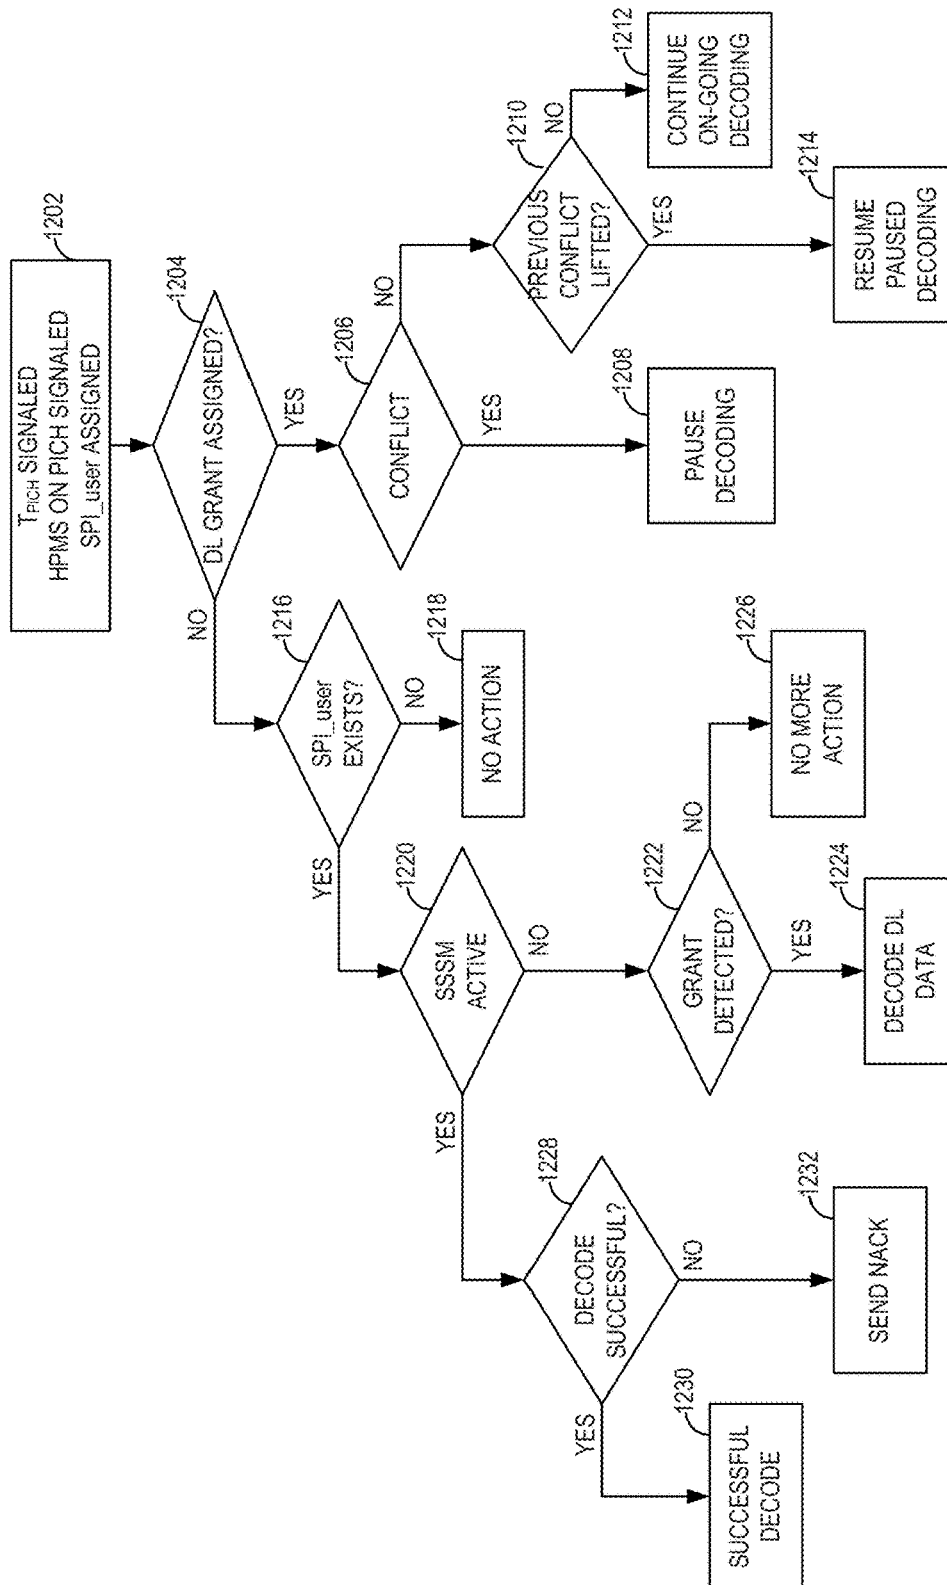 T_PICH SIGNALED
HPMS ON PICH SIGNALED
SPI_user ASSIGNED
1202
DL GRANT ASSIGNED?
1204
NO
YES
CONFLICT
1206
NO
YES
PREVIOUS
CONFLICT
LIFTED?
1210
NO
YES
CONTINUE
ON-GOING
DECODING
1212
RESUME
PAUSED
DECODING
1214
PAUSE
DECODING
1208
SPI_user
EXISTS?
1216
YES
NO
NO ACTION
1218
SSSM
ACTIVE
1220
YES
NO
GRANT
DETECTED?
1222
NO
YES
NO MORE
ACTION
1226
DECODE DL
DATA
1224
DECODE
SUCCESSFUL?
1228
YES
NO
SUCCESSFUL
DECODE
1230
SEND NACK
1232